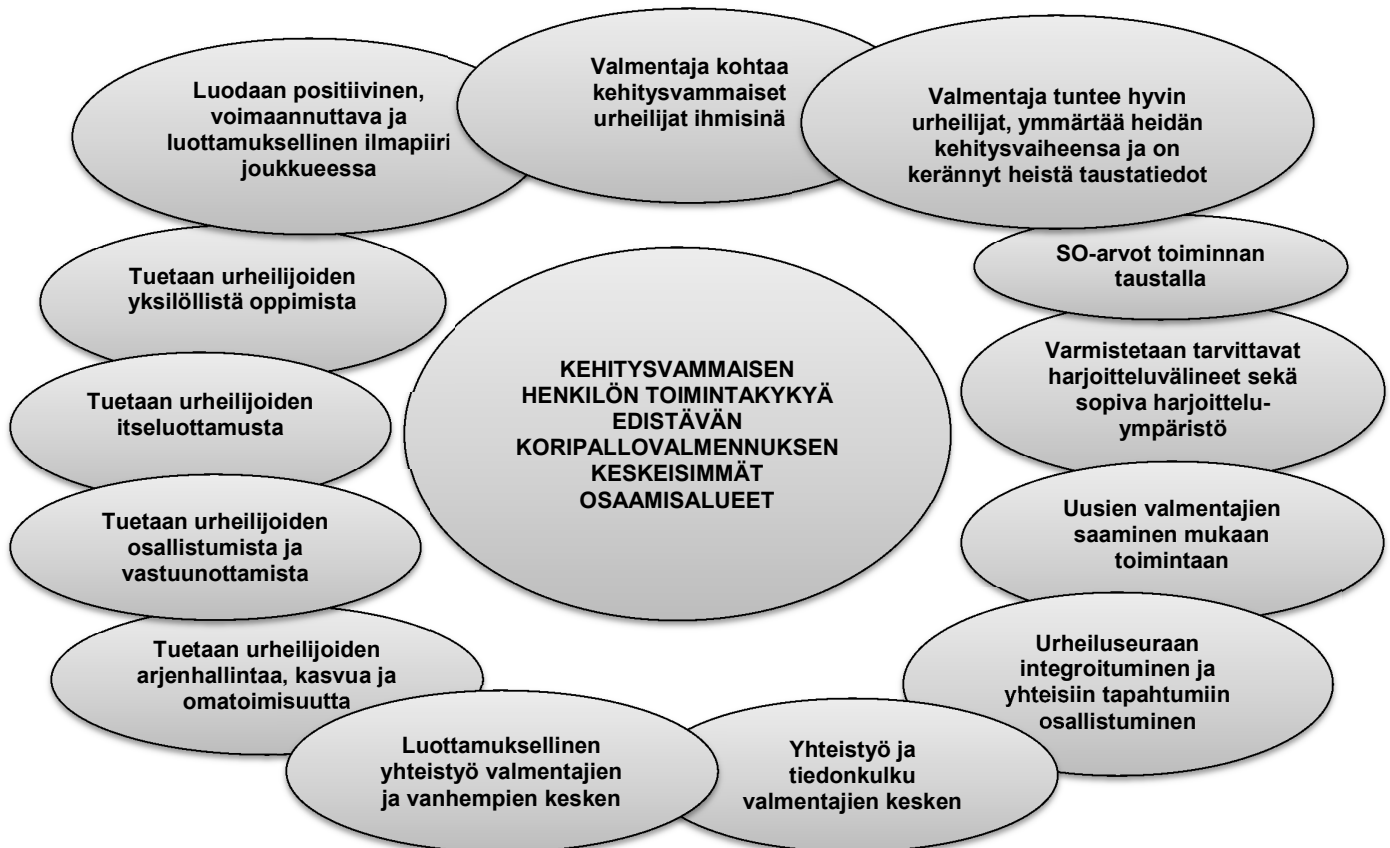 Luodaan positiivinen,
voimaannuttava ja
luottamuksellinen ilmapiiri
joukkueessa
Valmentaja kohtaa
kehitysvammaiset
urheilijat ihmisinä
Valmentaja tuntee hyvin
urheilijat, ymmärtää heidän
kehitysvaiheensa ja on
kerännyt heistä taustatiedot
SO-arvot toiminnan
taustalla
Varmistetaan tarvittavat
harjoitteluvälineet sekä
sopiva harjoittelu-
ympäristö
Uusien valmentajien
saaminen mukaan
toimintaan
Urheiluseuraan
integroituminen ja
yhteisiin tapahtumiin
osallistuminen
Yhteistyö ja
tiedonkulku
valmentajien kesken
Luottamuksellinen
yhteistyö valmentajien
ja vanhempien kesken
Tuetaan urheilijoiden
arjenhallintaa, kasvua ja
omatoimisuutta
Tuetaan urheilijoiden
osallistumista ja
vastuunottamista
Tuetaan urheilijoiden
itseluottamusta
Tuetaan urheilijoiden
yksilöllistä oppimista
KEHITYSVAMMAISEN
HENKILÖN TOIMINTAKYKYÄ
EDISTÄVÄN
KORIPALLOVALMENNUKSEN
KESKEISIMMÄT
OSAAMISALUEET